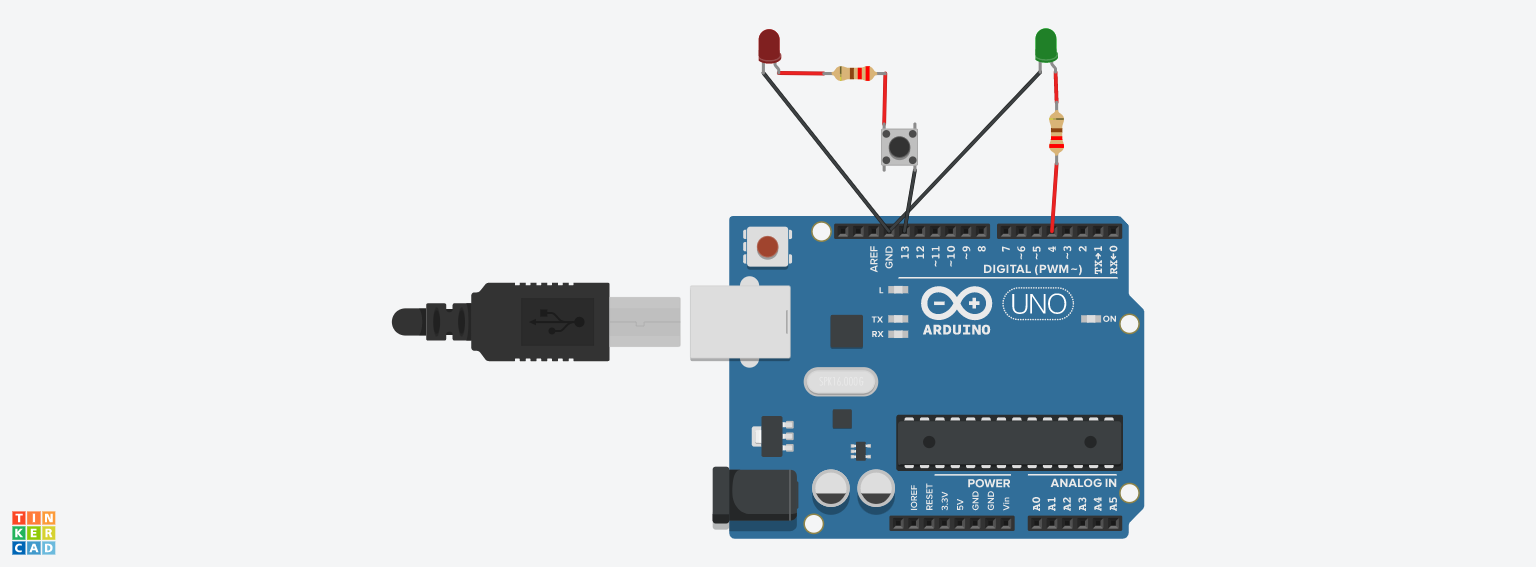 AREF
GND
13
12
~11
~10
~9
8
7
~6
~5
4
~3
2
TX→1
RX←0
DIGITAL (PWM~)
L
TX
RX
ARDUINO
UNO
ON
POWER
ANALOG IN
IOREF
RESET
3.3V
5V
GND
GND
Vin
A0
A1
A2
A3
A4
A5
TIN
KER
CAD